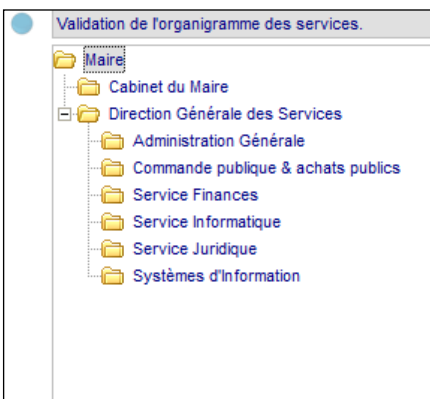 Validation de l'organigramme des services.
Maire
Cabinet du Maire
Direction Générale des Services
Administration Générale
Commande publique & achats publics
Service Finances
Service Informatique
Service Juridique
Systèmes d'Information